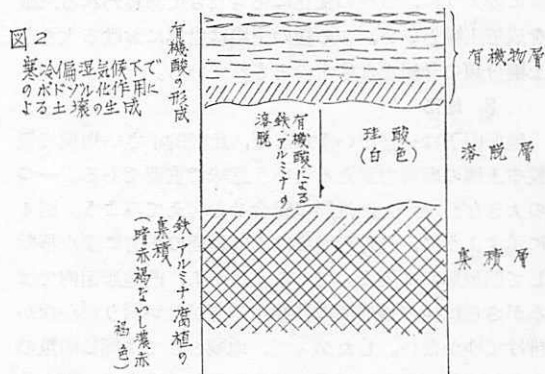 図2
寒冷偏湿気候下で
のポドゾル化作用に
よる土壌の生成
有機酸の形成
有機酸による
鉄アルミナの
溶脱
珪酸
(白色)
鉄アルミナ腐植の
集積
暗赤褐ないし濃赤
褐色)
有機物層
溶脱層
集積層